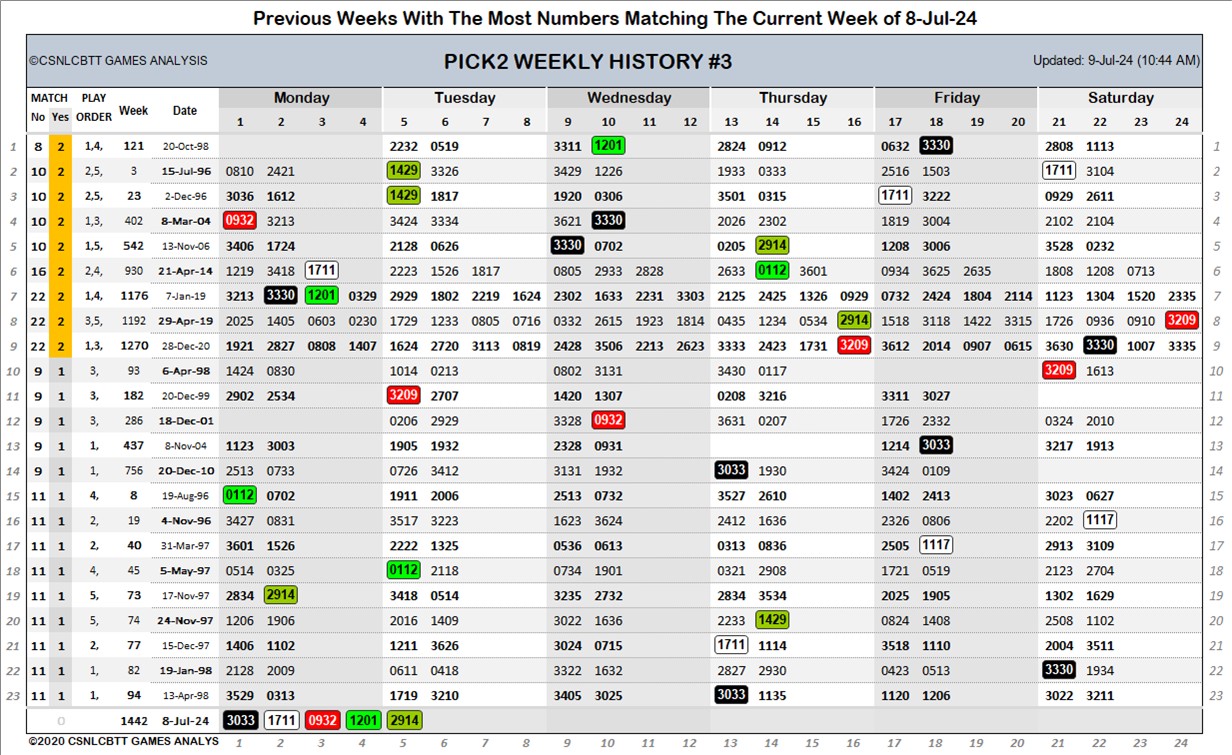 Previous Weeks With The Most Numbers Matching The Current Week of 8-Jul-24
©CSNLCBTT GAMES ANALYSIS PICK2 WEEKLY HISTORY #3 Updated: 9-Jul-24 (10:44 AM)
MATCH PLAY Week Date Monday Tuesday Wednesday Thursday Friday Saturday
No Yes ORDER 1 2 3 4 5 6 7 8 9 10 11 12 13 14 15 16 17 18 19 20 21 22 23 24
1 8 2 1,4, 121 20-Oct-98 2232 0519 3311 1201 2824 0912 0632 3330 2808 1113 1
2 10 2 2,5, 3 15-Jul-96 0810 2421 1429 3326 3429 1226 1933 0333 2516 1503 1711 3104 2
3 10 2 2,5, 23 2-Dec-96 3036 1612 1429 1817 1920 0306 3501 0315 1711 3222 0929 2611 3
4 10 2 1,3, 402 8-Mar-04 0932 3213 3424 3334 3621 3330 2026 2302 1819 3004 2102 2104 4
5 10 2 1,5, 542 13-Nov-06 3406 1724 2128 0626 3330 0702 0205 2914 1208 3006 3528 0232 5
6 16 2 2,4, 930 21-Apr-14 1219 3418 1711 2223 1526 1817 0805 2933 2828 2633 0112 3601 0934 3625 2635 1808 1208 0713 6
7 22 2 1,4, 1176 7-Jan-19 3213 3330 1201 0329 2929 1802 2219 1624 2302 1633 2231 3303 2125 2425 1326 0929 0732 2424 1804 2114 1123 1304 1520 2335 7
8 22 2 3,5, 1192 29-Apr-19 2025 1405 0603 0230 1729 1233 0805 0716 0332 2615 1923 1814 0435 1234 0534 2914 1518 3118 1422 3315 1726 0936 0910 3209 8
9 22 2 1,3, 1270 28-Dec-20 1921 2827 0808 1407 1624 2720 3113 0819 2428 3506 2213 2623 3333 2423 1731 3209 3612 2014 0907 0615 3630 3330 1007 3335 9
10 9 1 3, 93 6-Apr-98 1424 0830 1014 0213 0802 3131 3430 0117 3209 1613 10
11 9 1 3, 182 20-Dec-99 2902 2534 3209 2707 1420 1307 0208 3216 3311 3027 11
12 9 1 3, 286 18-Dec-01 0206 2929 3328 0932 3631 0207 1726 2332 0324 2010 12
13 9 1 1, 437 8-Nov-04 1123 3003 1905 1932 2328 0931 1214 3033 3217 1913 13
14 9 1 1, 756 20-Dec-10 2513 0733 0726 3412 3131 1932 3033 1930 3424 0109 14
15 11 1 4, 8 19-Aug-96 0112 0702 1911 2006 2513 0732 3527 2610 1402 2413 3023 0627 15
16 11 1 2, 19 4-Nov-96 3427 0831 3517 3223 1623 3624 2412 1636 2326 0806 2202 1117 16
17 11 1 2, 40 31-Mar-97 3601 1526 2222 1325 0536 0613 0313 0836 2505 1117 2913 3109 17
18 11 1 4, 45 5-May-97 0514 0325 0112 2118 0734 1901 0321 2908 1721 0519 2123 2704 18
19 11 1 5, 73 17-Nov-97 2834 2914 3418 0514 3235 2732 2834 3534 2025 1905 1302 1629 19
20 11 1 5, 74 24-Nov-97 1206 1906 2016 1409 3022 1636 2233 1429 0824 1408 2508 1102 20
21 11 1 2, 77 15-Dec-97 1406 1102 1211 3626 3024 0715 1711 1114 3518 1110 2004 3511 21
22 11 1 1, 82 19-Jan-98 2128 2009 0611 0418 3322 1632 2827 2930 0423 0513 3330 1934 22
23 11 1 1, 94 13-Apr-98 3529 0313 1719 3210 3405 3025 3033 1135 1120 1206 3022 3211 23
0 1442 8-Jul-24 3033 1711 0932 1201 2914
©2020 CSNLCBTT GAMES ANALYS 1 2 3 4 5 6 7 8 9 10 11 12 13 14 15 16 17 18 19 20 21 22 23 24